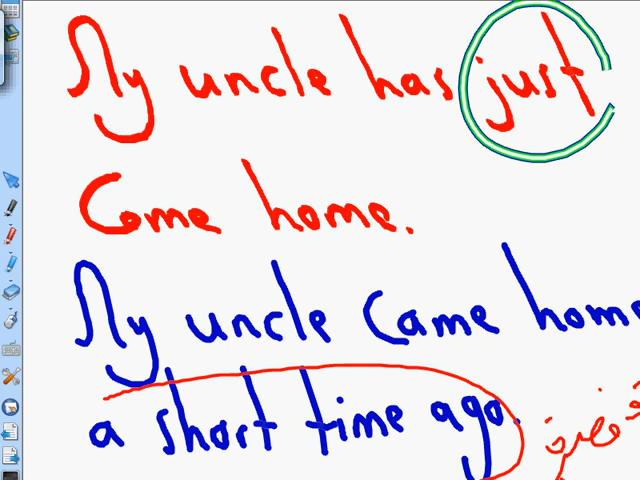 My uncle has just
come home.
My uncle came home
a short time ago.